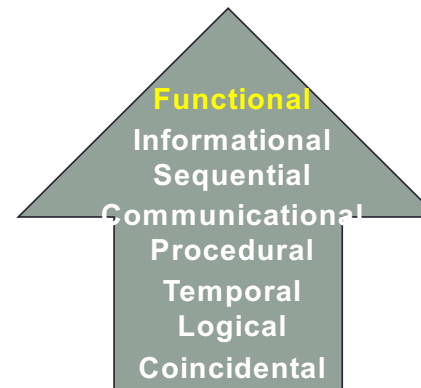 Functional
Informational
Sequential
Communicational
Procedural
Temporal
Logical
Coincidental